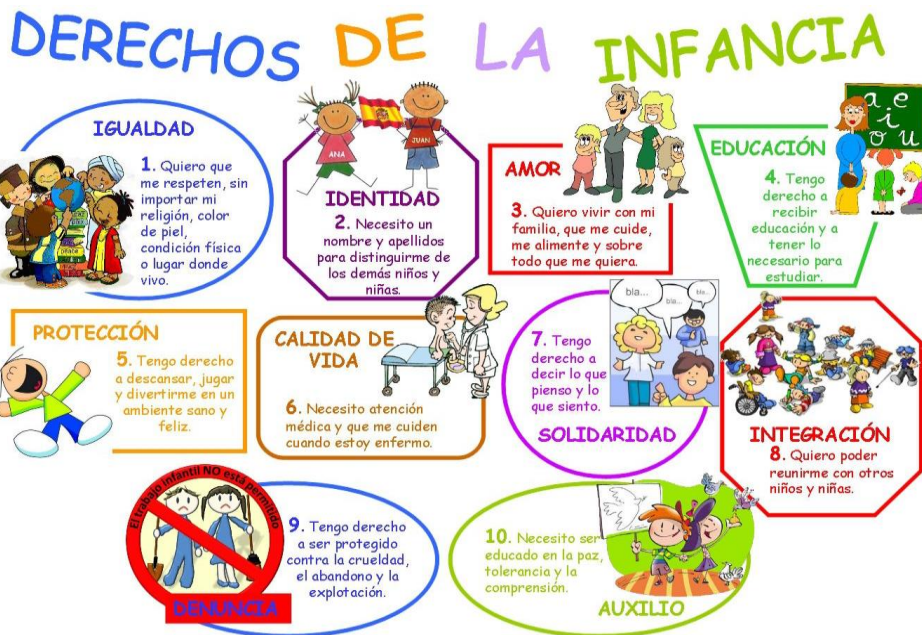 DERECHOS DE LA INFANCIA
IGUALDAD
1. Quiero que
me respeten, sin
importar mi
religión, color
de piel,
condición física
o lugar donde
vivo.
ANA
JUAN
IDENTIDAD
2. Necesito un
nombre y apellidos
para distinguirme de
los demás niños y
niñas.
AMOR
3. Quiero vivir con mi
familia, que me cuide,
me alimente y sobre
todo que me quiera.
a e
i
o u
EDUCACIÓN
4. Tengo
derecho a
recibir
educación y a
tener lo
necesario para
estudiar.
PROTECCIÓN
5. Tengo derecho
a descansar, jugar
y divertirme en un
ambiente sano y
feliz.
CALIDAD DE
VIDA
6. Necesito atención
médica y que me cuiden
cuando estoy enfermo.
bla...
bla...
bla...
7. Tengo
derecho a
decir lo que
pienso y lo
que siento.
SOLIDARIDAD
INTEGRACIÓN
8. Quiero poder
reunirme con otros
niños y niñas.
El trabajo infantil NO está permitido
9. Tengo derecho
a ser protegido
contra la crueldad,
el abandono y la
explotación.
DENUNCIA
10. Necesito ser
educado en la paz,
tolerancia y la
comprensión.
AUXILIO